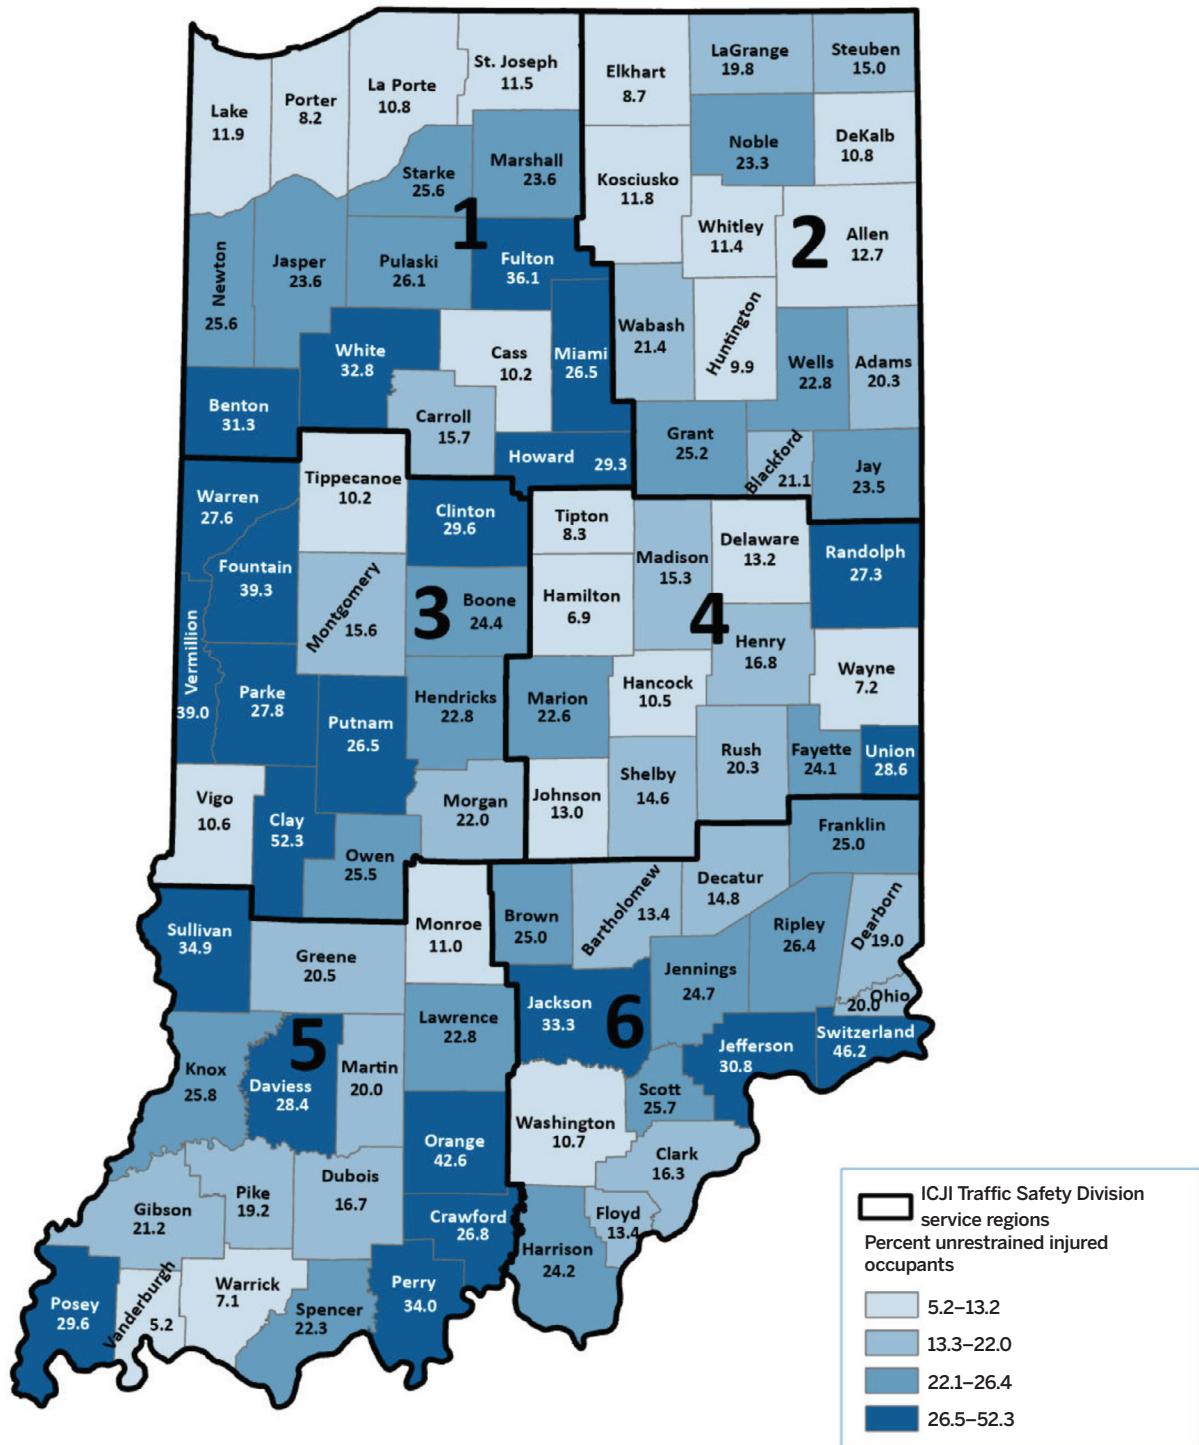 St. Joseph
11.5
Elkhart
8.7
LaGrange
19.8
Steuben
15.0
Lake
11.9
Porter
8.2
La Porte
10.8
Noble
23.3
DeKalb
10.8
Starke
25.6
Marshall
23.6
Kosciusko
11.8
Whitley
11.4
Allen
12.7
1
2
Newton
25.6
Jasper
23.6
Pulaski
26.1
Fulton
36.1
Wabash
21.4
Huntington
9.9
Wells
22.8
Adams
20.3
White
32.8
Cass
10.2
Miami
26.5
Benton
31.3
Carroll
15.7
Howard 29.3
Grant
25.2
Blackford
21.1
Jay
23.5
Warren
27.6
Tippecanoe
10.2
Clinton
29.6
Tipton
8.3
Madison
15.3
Delaware
13.2
Randolph
27.3
Fountain
39.3
Montgomery
15.6
3
Boone
24.4
Hamilton
6.9
4
Henry
16.8
Wayne
7.2
Vermillion
39.0
Parke
27.8
Putnam
26.5
Hendricks
22.8
Marion
22.6
Hancock
10.5
Rush
20.3
Fayette
24.1
Union
28.6
Vigo
10.6
Clay
52.3
Morgan
22.0
Johnson
13.0
Shelby
14.6
Owen
25.5
Franklin
25.0
Decatur
14.8
Sullivan
34.9
Greene
20.5
Monroe
11.0
Brown
25.0
Bartholomew
13.4
Jennings
24.7
Ripley
26.4
Dearborn
19.0
Ohio
20.0
Knox
25.8
5
Daviess
28.4
Martin
20.0
Lawrence
22.8
Jackson
33.3
6
Jefferson
30.8
Switzerland
46.2
Scott
25.7
Washington
10.7
Orange
42.6
Clark
16.3
Gibson
21.2
Pike
19.2
Dubois
16.7
Crawford
26.8
Floyd
13.4
Harrison
24.2
Posey
29.6
Vanderburgh
5.2
Warrick
7.1
Spencer
22.3
Perry
34.0
ICJI Traffic Safety Division
service regions
Percent unrestrained injured
occupants
5.2–13.2
13.3–22.0
22.1–26.4
26.5–52.3